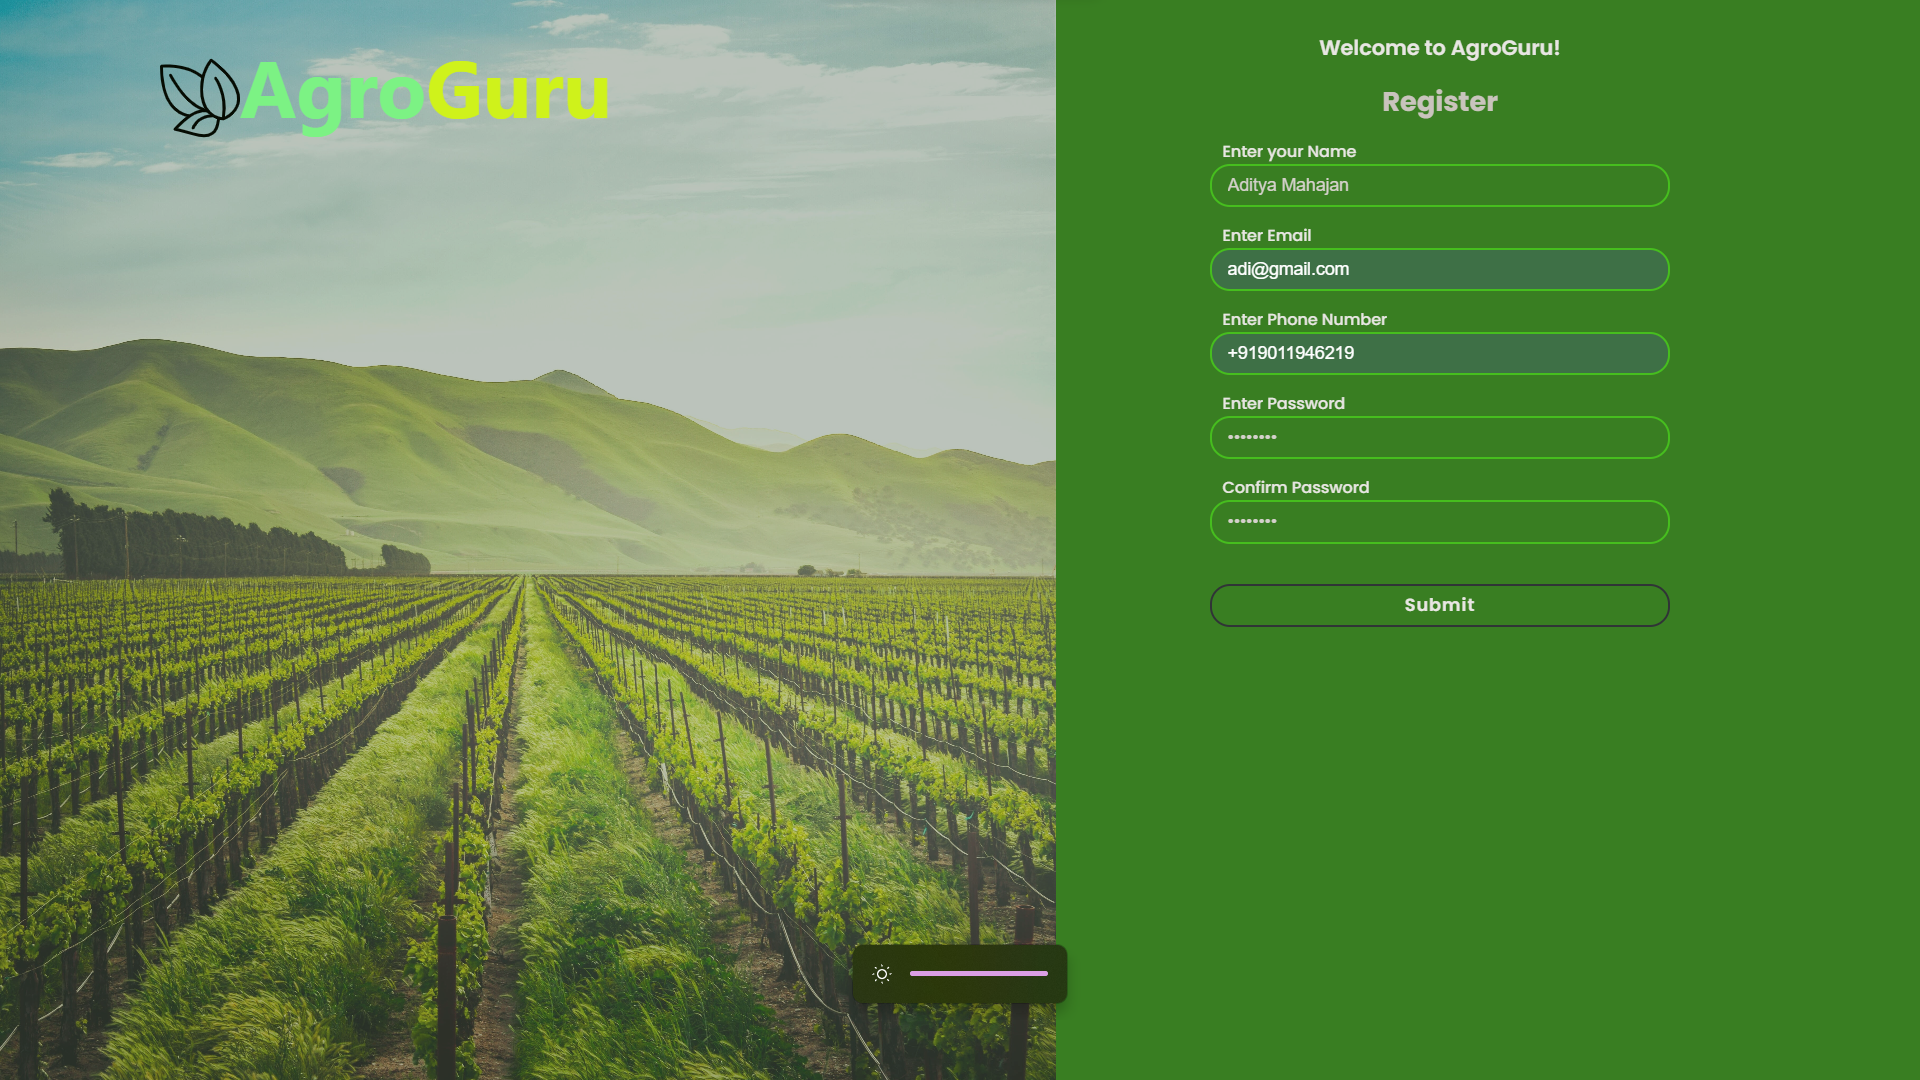 AgroGuru
Welcome to AgroGuru!
Register
Enter your Name
Aditya Mahajan
Enter Email
adi@gmail.com
Enter Phone Number
+919011946219
Enter Password
••••••••
Confirm Password
••••••••
Submit